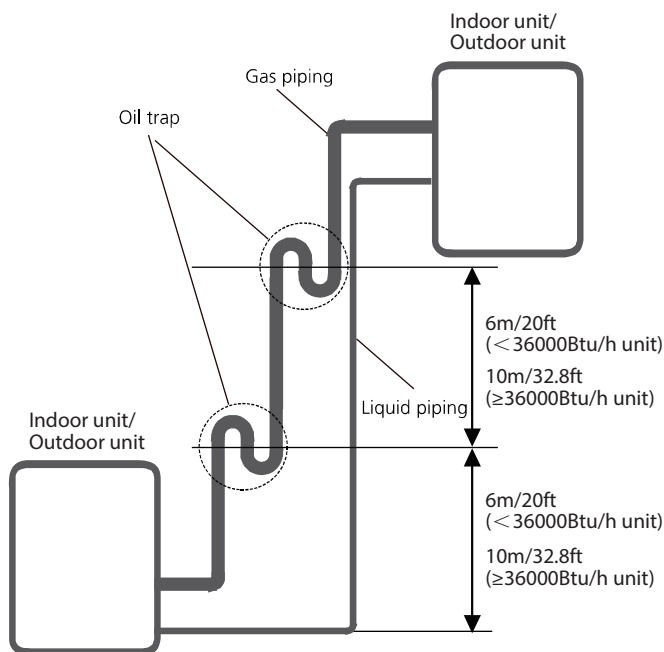 Indoor unit/
Outdoor unit
Gas piping
Oil trap
6m/20ft
(<36000Btu/h unit)
10m/32.8ft
(≥36000Btu/h unit)
Liquid piping
Indoor unit/
Outdoor unit
6m/20ft
(<36000Btu/h unit)
10m/32.8ft
(≥36000Btu/h unit)